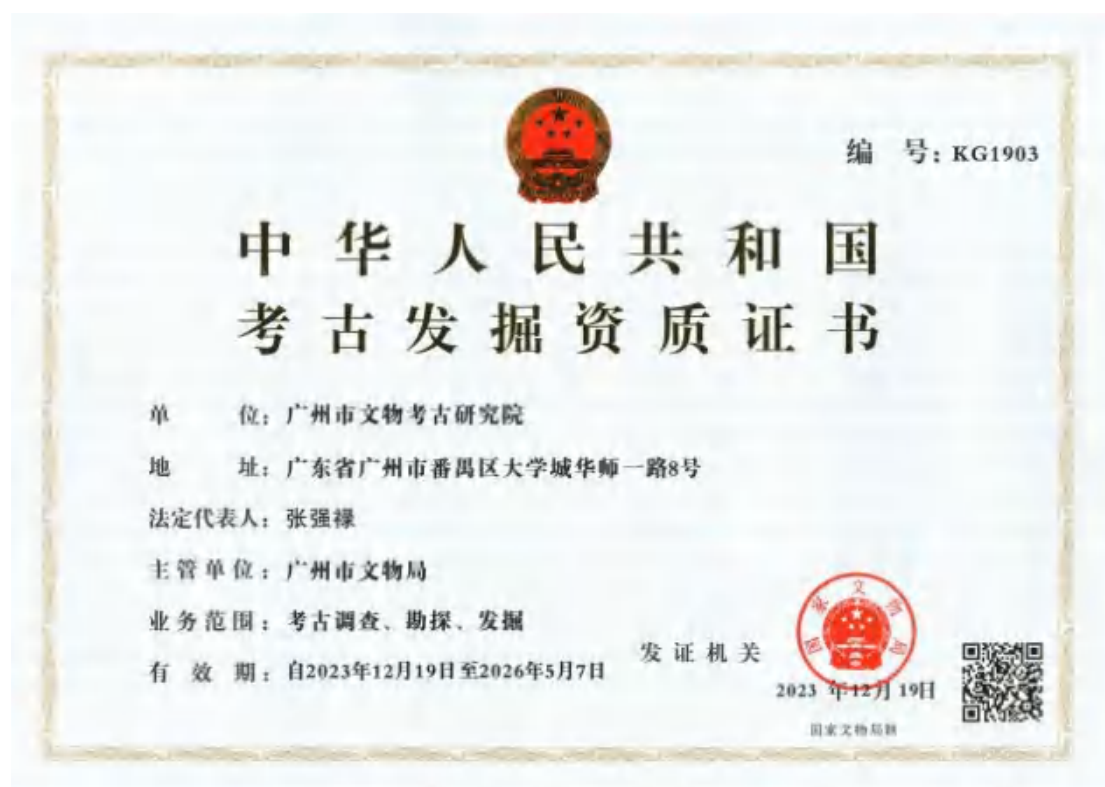 编 号：KG1903
中华人民共和国
考古发掘资质证书
单 位：广州市文物考古研究院
地 址：广东省广州市番禺区大学城华师一路8号
法定代表人：张强禄
主管单位：广州市文物局
业务范围：考古调查、勘探、发掘
有 效 期：自2023年12月19日至2026年5月7日
发证机关
国家文物局
2023 年12月 19日
国家文物局制